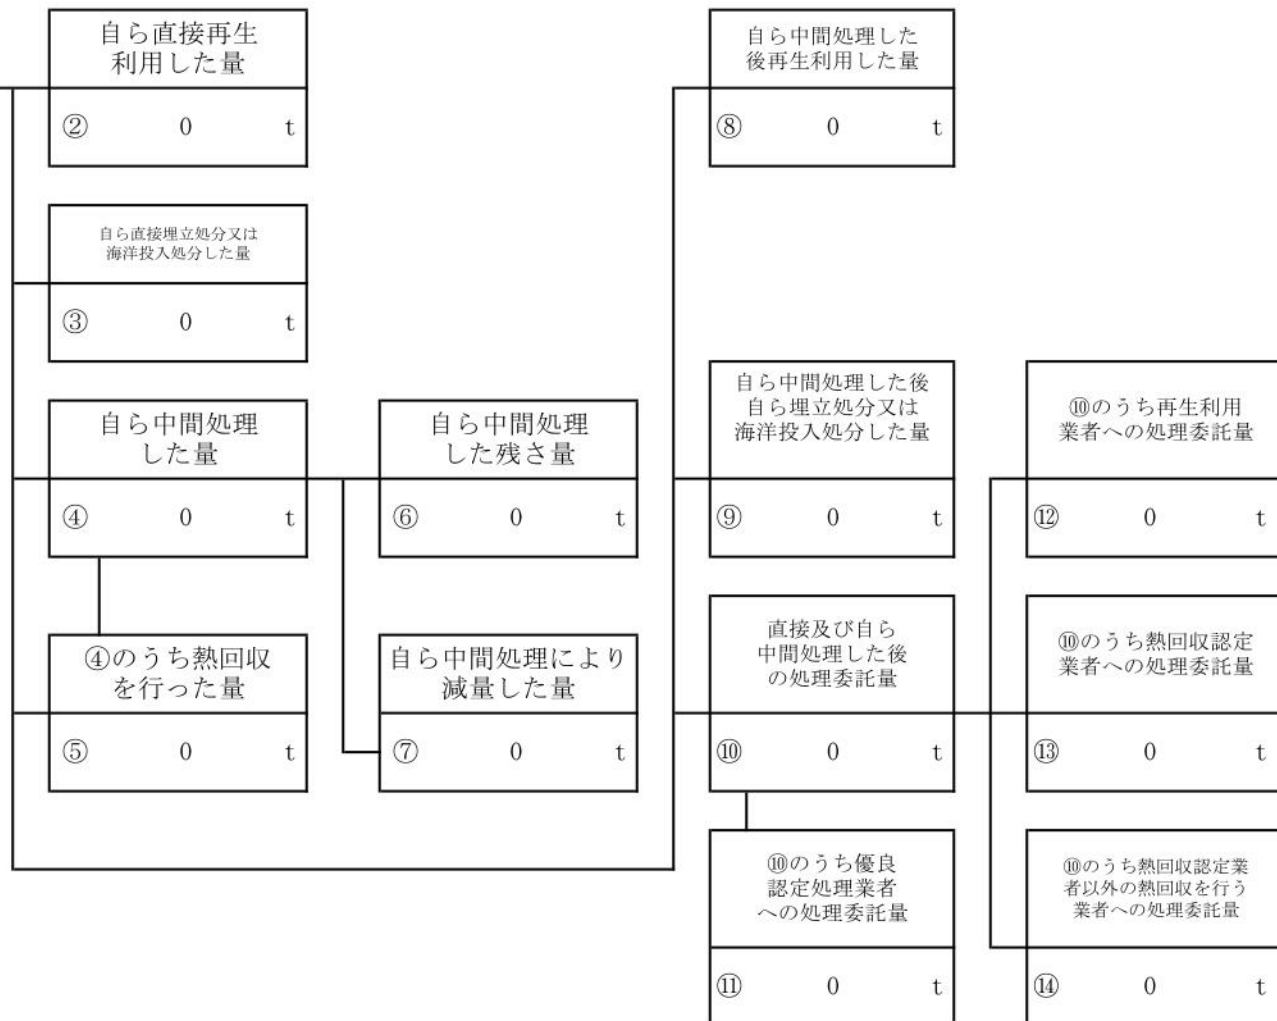 自ら直接再生
利用した量
② 0 t
自ら直接埋立処分又は
海洋投入処分した量
③ 0 t
自ら中間処理
した量
④ 0 t
④のうち熱回収
を行った量
⑤ 0 t
自ら中間処理
した残さ量
⑥ 0 t
自ら中間処理により
減量した量
⑦ 0 t
自ら中間処理した
後再生利用した量
⑧ 0 t
自ら中間処理した後
自ら埋立処分又は
海洋投入処分した量
⑨ 0 t
直接及び自ら
中間処理した後
の処理委託量
⑩ 0 t
⑩のうち優良
認定処理業者
への処理委託量
⑪ 0 t
⑩のうち再生利用
業者への処理委託量
⑫ 0 t
⑩のうち熱回収認定
業者への処理委託量
⑬ 0 t
⑩のうち熱回収認定業
者以外の熱回収を行う
業者への処理委託量
⑭ 0 t